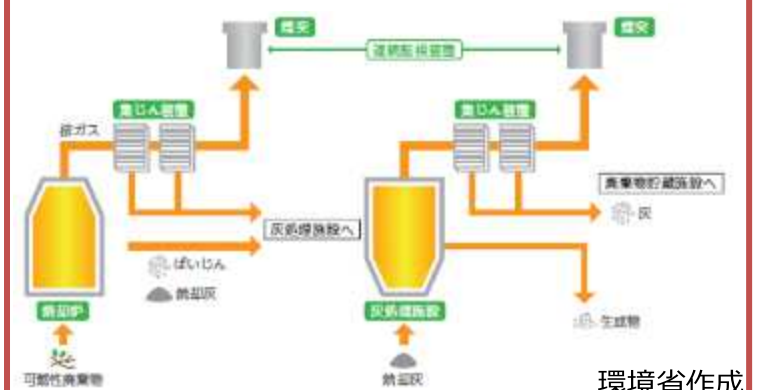 煙突
煙突
連続監視装置
集じん装置
集じん装置
排ガス
廃棄物貯蔵施設へ
灰
灰処理施設へ
ばいじん
焼却灰
焼却炉
灰処理施設
生成物
可燃性廃棄物
焼却灰
環境省作成